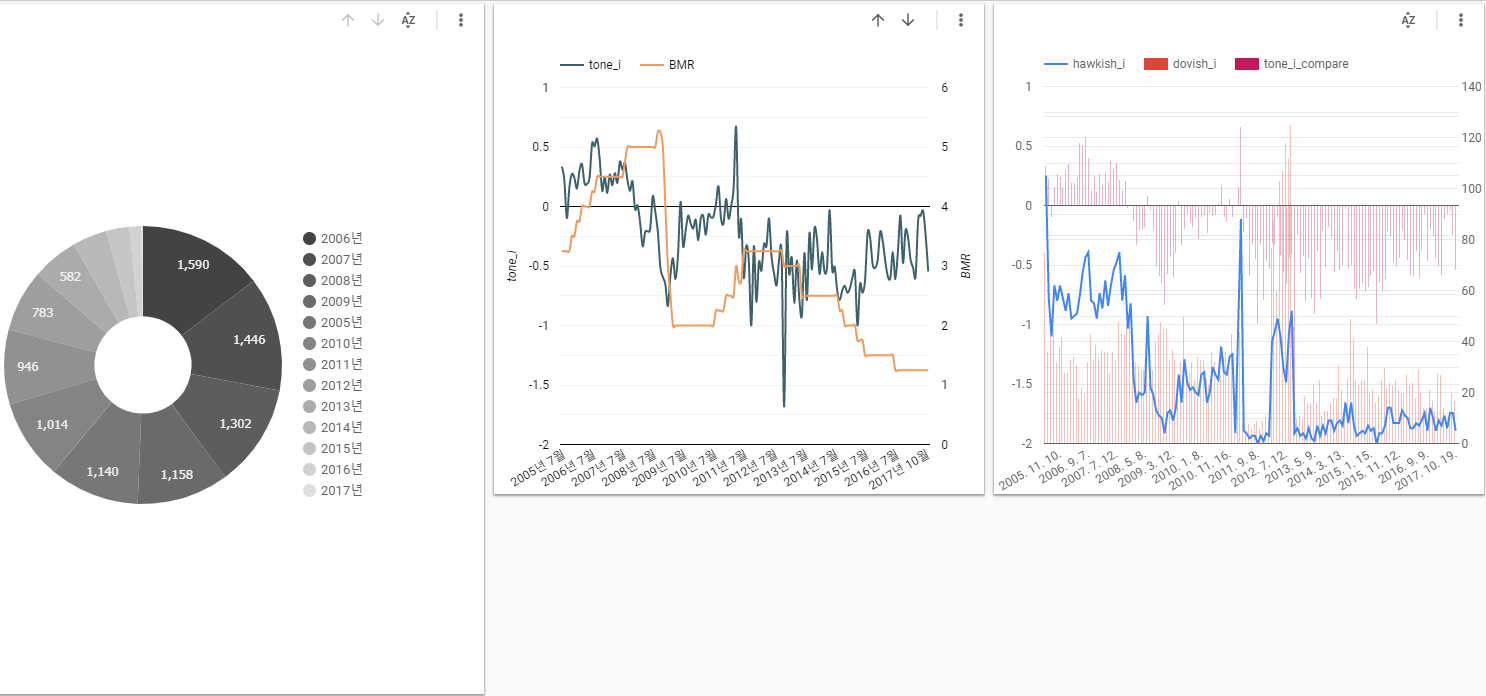 AZ
1,590
1,446
1,302
1,158
1,140
1,014
946
783
582
2006년
2007년
2008년
2009년
2005년
2010년
2011년
2012년
2013년
2014년
2015년
2016년
2017년
tone_i
BMR
1
0.5
0
-0.5
-1
-1.5
-2
6
5
4
3
2
1
0
tone_i
BMR
2005년 7월
2006년 7월
2007년 7월
2008년 7월
2009년 7월
2010년 7월
2011년 7월
2012년 7월
2013년 7월
2014년 7월
2015년 7월
2016년 7월
2017년 10월
AZ
hawkish_i
dovish_i
tone_i_compare
1
0.5
0
-0.5
-1
-1.5
-2
140
120
100
80
60
40
20
0
2005. 11. 10.
2006. 9. 7.
2007. 7. 12.
2008. 5. 8.
2009. 3. 12.
2010. 1. 8.
2010. 11. 16.
2011. 9. 8.
2012. 7. 12.
2013. 5. 9.
2014. 3. 13.
2015. 1. 15.
2015. 11. 12.
2016. 9. 9.
2017. 10. 19.